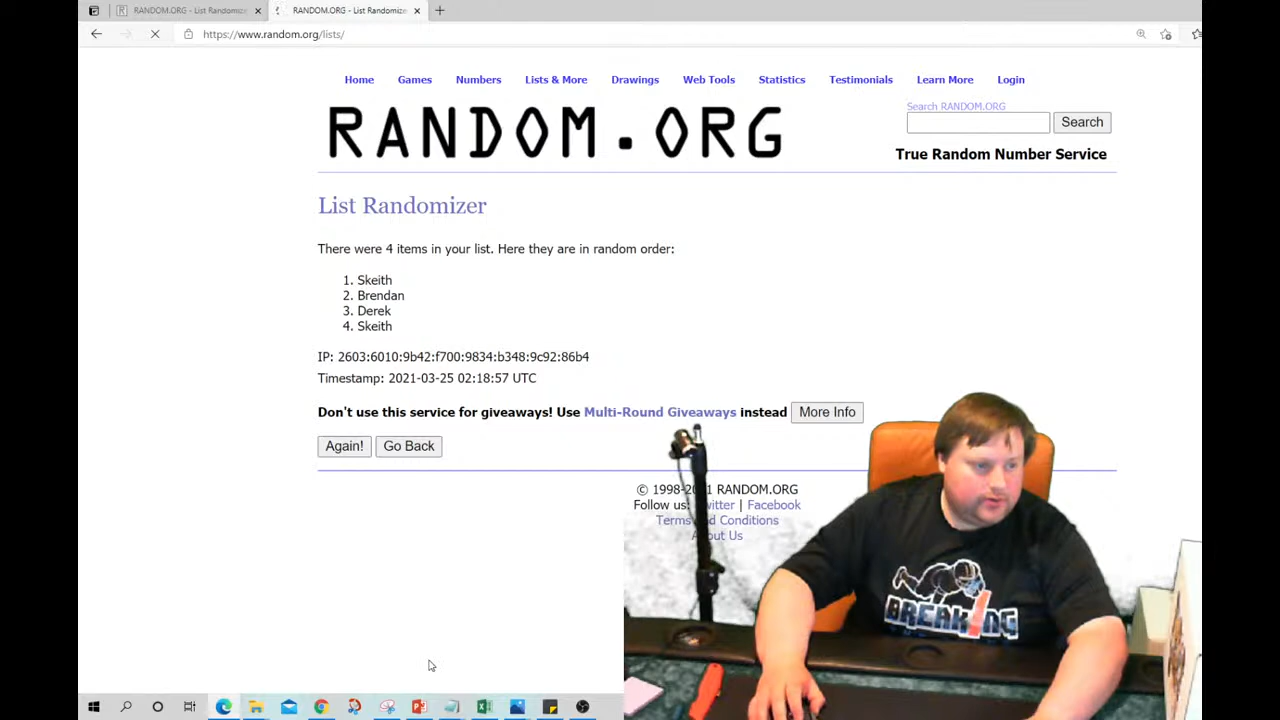 RANDOM.ORG - List Randomize
RANDOM.ORG - List Randomize
https://www.random.org/lists/
Home Games Numbers Lists & More Drawings Web Tools Statistics Testimonials Learn More Login
RANDOM.ORG
Search RANDOM.ORG
Search
True Random Number Service
List Randomizer
There were 4 items in your list. Here they are in random order:
1. Skeith
2. Brendan
3. Derek
4. Skeith
IP: 2603:6010:9b42:f700:9834:b348:9c92:86b4
Timestamp: 2021-03-25 02:18:57 UTC
Don't use this service for giveaways! Use Multi-Round Giveaways instead More Info
Again! Go Back
© 1998- RANDOM.ORG
Follow us: | Facebook
Terms and Conditions
About Us
BREAKING